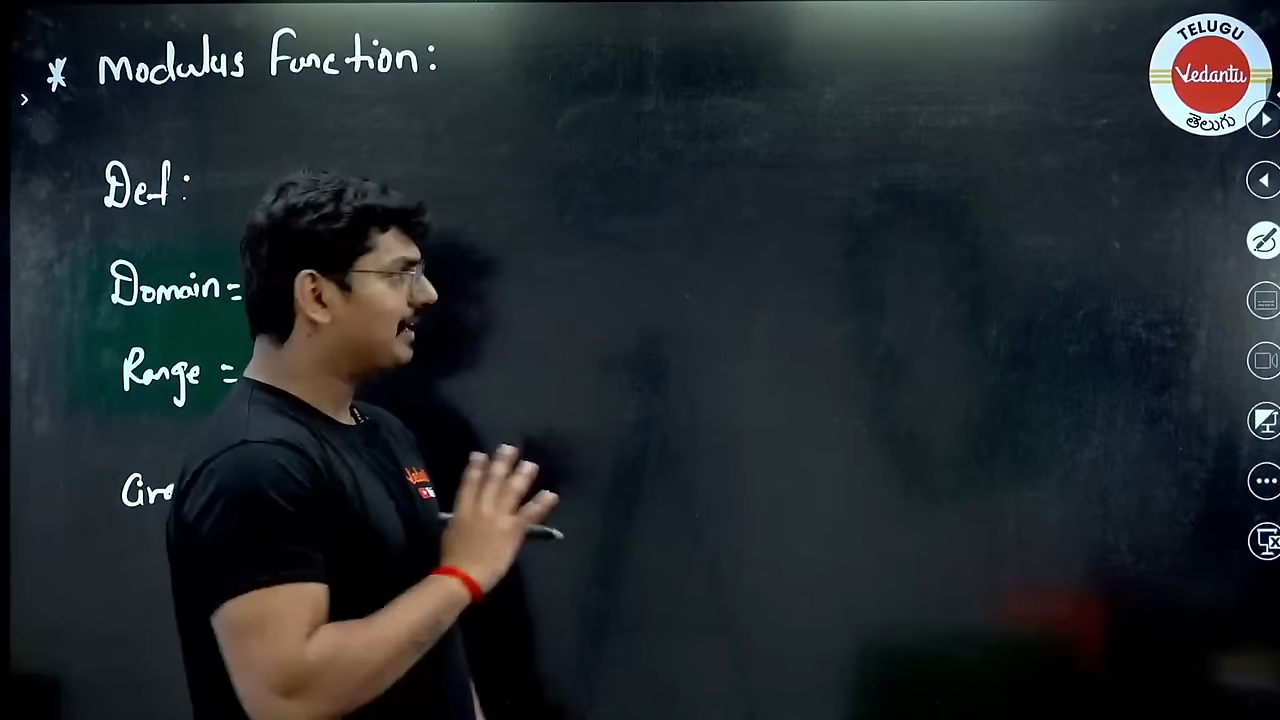 * Modulus Function:
Def:
Domain =
Range =
TELUGU
Vedantu
తెలుగు